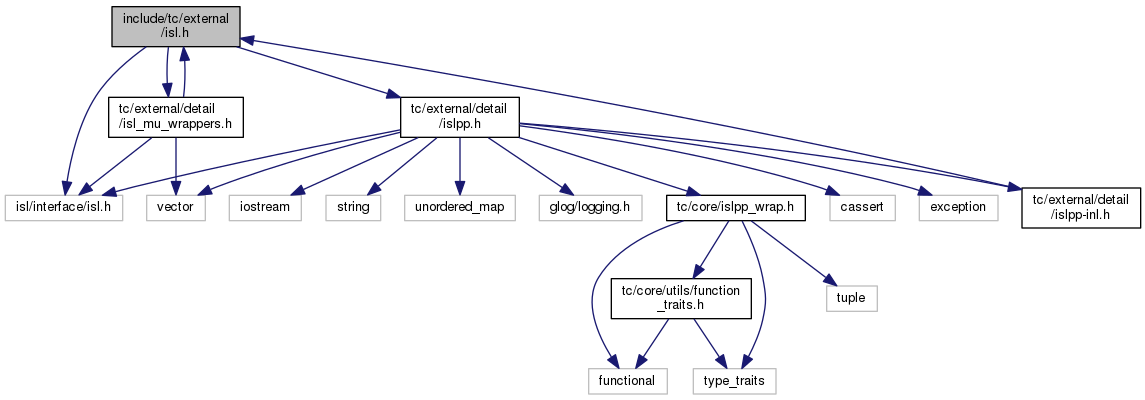 include/tc/external
/isl.h
tc/external/detail
/isl_mu_wrappers.h
tc/external/detail
/islpp.h
isl/interface/isl.h
vector
iostream
string
unordered_map
glog/logging.h
tc/core/islpp_wrap.h
cassert
exception
tc/external/detail
/islpp-inl.h
tc/core/utils/function
_traits.h
tuple
functional
type_traits